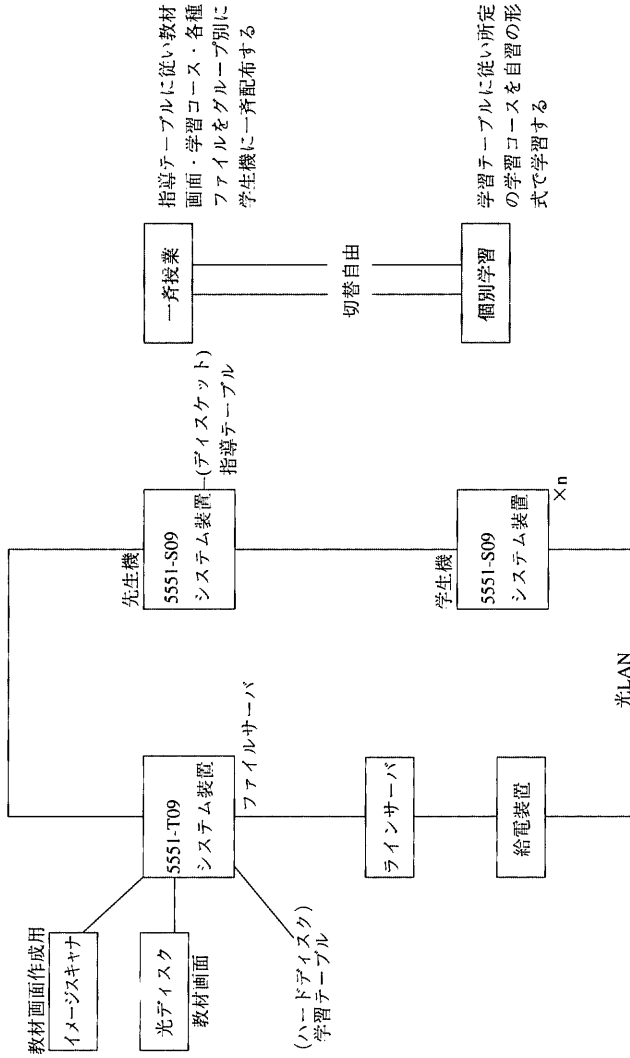 教材画面作成用
イメージスキャナ
光ディスク
教材画面
(ハードディスク)
学習テーブル
5551-T09
システム装置
ファイルサーバ
ラインサーバ
給電装置
光LAN
先生機
5551-S09
システム装置
(ディスケット)
指導テーブル
学生機
5551-S09
システム装置
×n
一斉授業
切替自由
個別学習
指導テーブルに従い教材
画面・学習コース・各種
ファイルをグループ別に
学生機に一斉配布する
学習テーブルに従い所定
の学習コースを自習の形
式で学習する